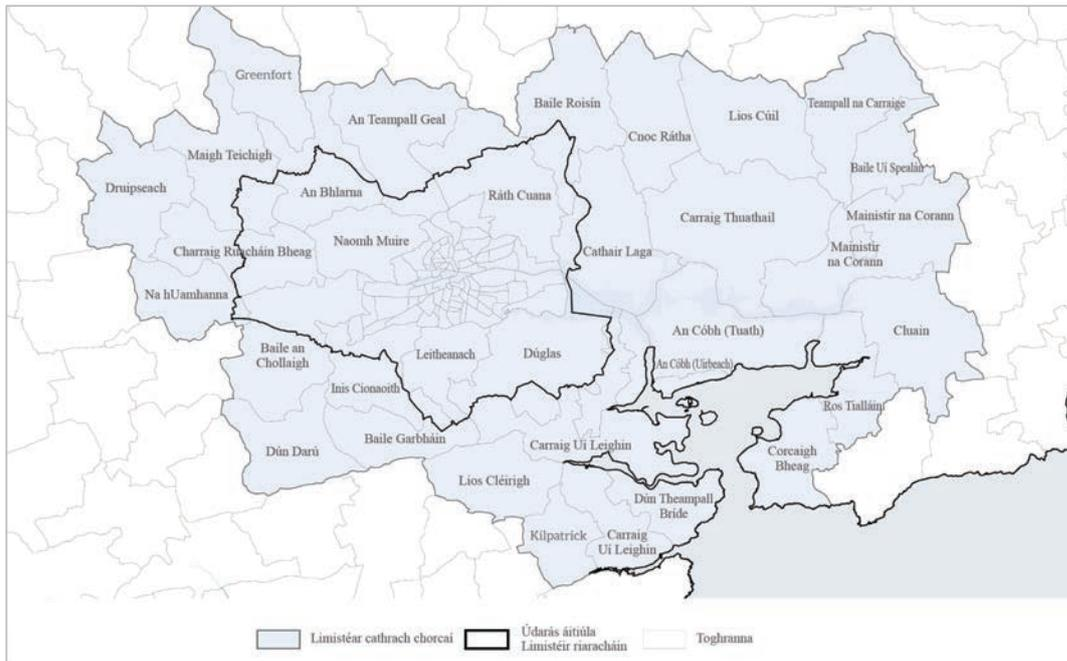 Greenfort
An Teampall Geal
Baile Roisín
Cnoc Rátha
Lios Cúil
Teampall na Carraige
Maigh Teichigh
Druipseach
An Bhlarna
Ráth Cuana
Baile Uí Spealáin
Carraig Thuathail
Mainistir na Corann
Naomh Muire
Charraig Ruacháin Bheag
Cathair Laga
Mainistir
na Corann
Na hUamhanna
An Cóbh (Tuath)
Cluain
Baile an
Chollaigh
Leitheanach
Dúglas
An Cóbh (Uirbeach)
Inis Cionaoith
Ros Tialláin
Baile Garbháin
Carraig Uí Leighin
Dún Darú
Corcaigh
Bheag
Lios Cléirigh
Dún Theampall
Bríde
Kilpatrick
Carraig
Uí Leighin
Limistéar cathrach chorcaí
Údarás áitiúla
Limistéir riaracháin
Toghranna